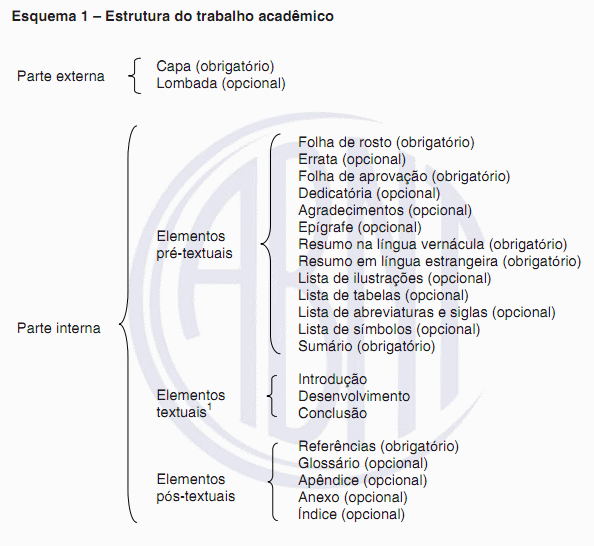 Esquema 1 – Estrutura do trabalho acadêmico
Parte externa
Capa (obrigatório)
Lombada (opcional)
Parte interna
Elementos
pré-textuais
Folha de rosto (obrigatório)
Errata (opcional)
Folha de aprovação (obrigatório)
Dedicatória (opcional)
Agradecimentos (opcional)
Epígrafe (opcional)
Resumo na língua vernácula (obrigatório)
Resumo em língua estrangeira (obrigatório)
Lista de ilustrações (opcional)
Lista de tabelas (opcional)
Lista de abreviaturas e siglas (opcional)
Lista de símbolos (opcional)
Sumário (obrigatório)
Elementos
textuais¹
Introdução
Desenvolvimento
Conclusão
Elementos
pós-textuais
Referências (obrigatório)
Glossário (opcional)
Apêndice (opcional)
Anexo (opcional)
Índice (opcional)
ABNT